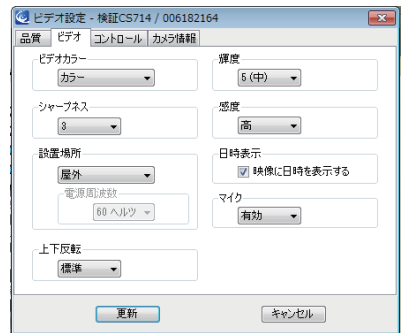 ビデオ設定 - 検証CS714 / 006182164
品質 ビデオ コントロール カメラ情報
ビデオカラー
カラー
輝度
5 (中)
シャープネス
3
感度
高
設置場所
屋外
電源周波数
60 ヘルツ
日時表示
映像に日時を表示する
マイク
有効
上下反転
標準
更新 キャンセル